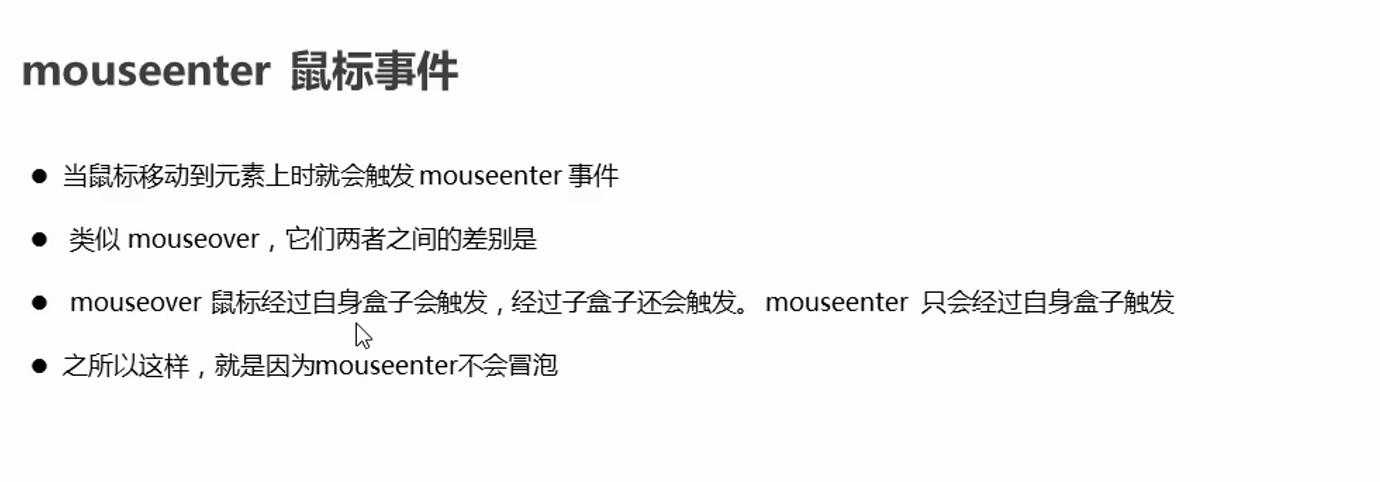 mouseenter 鼠标事件
● 当鼠标移动到元素上时就会触发 mouseenter 事件
● 类似 mouseover，它们两者之间的差别是
● mouseover 鼠标经过自身盒子会触发，经过子盒子还会触发。 mouseenter 只会经过自身盒子触发
● 之所以这样，就是因为mouseenter不会冒泡